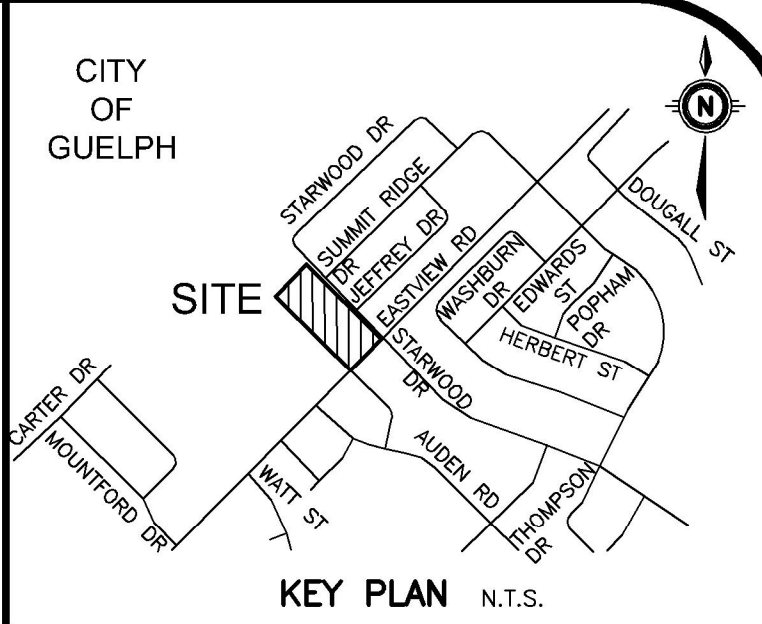 CITY
OF
GUELPH
N
STARWOOD DR
SUMMIT RIDGE
DR
JEFFREY DR
EASTVIEW RD
WASHBURN
DR
EDWARDS
ST
POPHAM
DR
DOUGALL ST
HERBERT ST
SITE
STARWOOD
DR
CARTER DR
MOUNTFORD DR
WATT ST
AUDEN RD
THOMPSON
DR
KEY PLAN N.T.S.